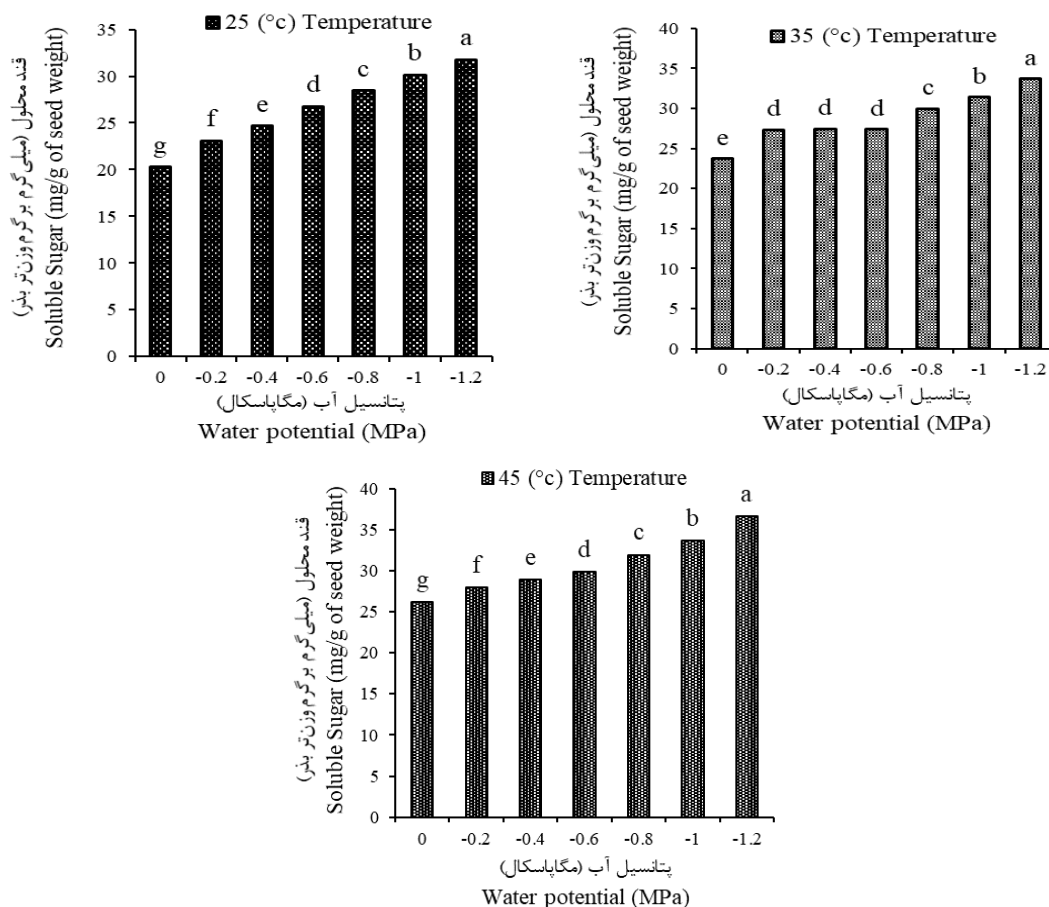 25 (°c) Temperature
قند محلول (میلی‌گرم بر گرم وزن‌تر بذر)
Soluble Sugar (mg/g of seed weight)
35
30
25
20
15
10
5
0
g
f
e
d
c
b
a
0 -0.2 -0.4 -0.6 -0.8 -1 -1.2
پتانسیل آب (مگاپاسکال)
Water potential (MPa)
35 (°c) Temperature
قند محلول (میلی‌گرم بر گرم وزن‌تر بذر)
Soluble Sugar (mg/g of seed weight)
40
35
30
25
20
15
10
5
0
e
d
d
d
c
b
a
0 -0.2 -0.4 -0.6 -0.8 -1 -1.2
پتانسیل آب (مگاپاسکال)
Water potential (MPa)
45 (°c) Temperature
قند محلول (میلی‌گرم بر گرم وزن‌تر بذر)
Soluble Sugar (mg/g of seed weight)
40
35
30
25
20
15
10
5
0
g
f
e
d
c
b
a
0 -0.2 -0.4 -0.6 -0.8 -1 -1.2
پتانسیل آب (مگاپاسکال)
Water potential (MPa)